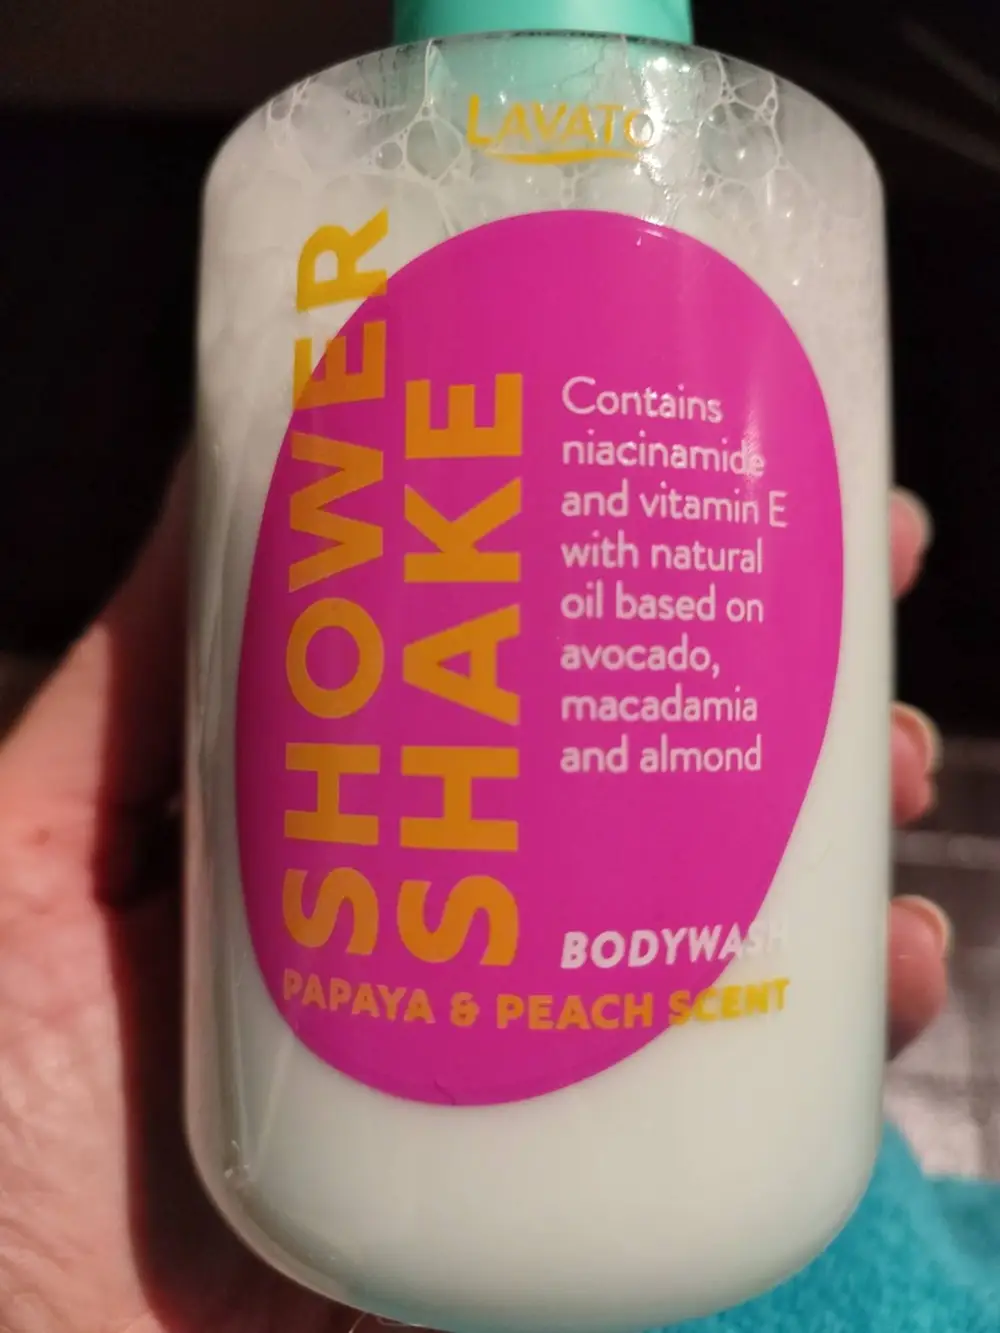 LAVATO
SHOWER
SHAKE
Contains
niacinamide
and vitamin E
with natural
oil based on
avocado,
macadamia
and almond
BODYWASH
PAPAYA & PEACH SCENT